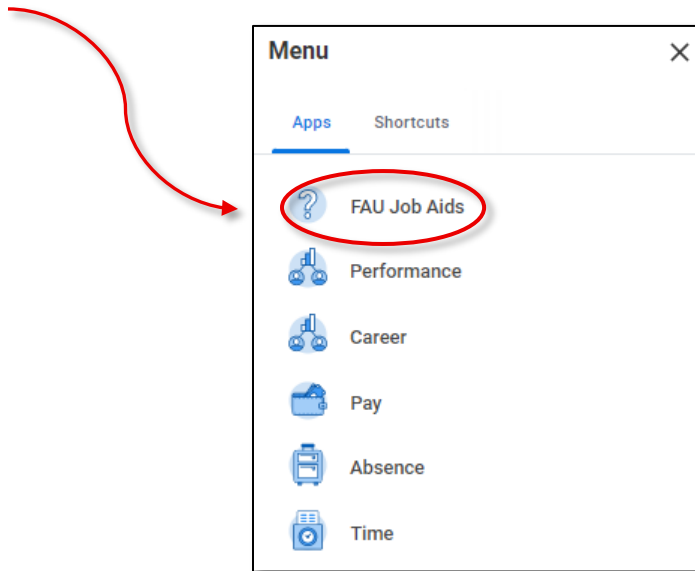 Menu
Apps Shortcuts
FAU Job Aids
Performance
Career
Pay
Absence
Time